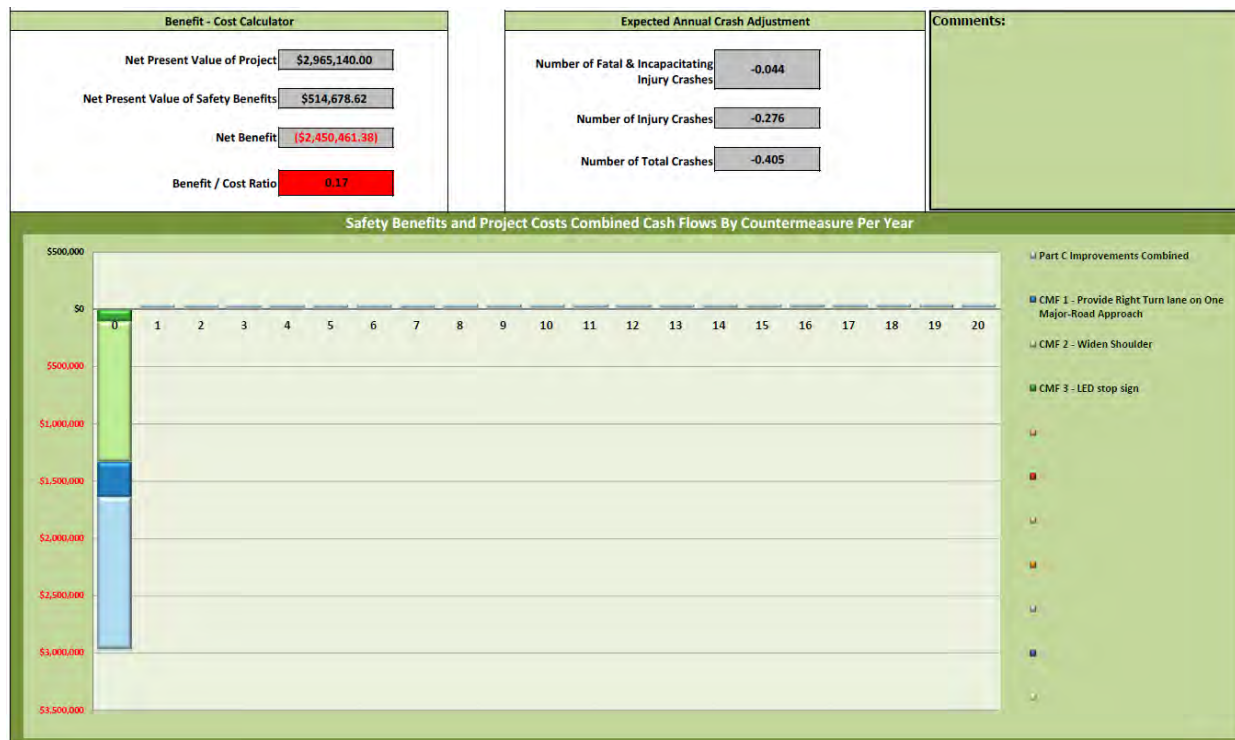 Benefit - Cost Calculator
Net Present Value of Project $2,965,140.00
Net Present Value of Safety Benefits $514,678.62
Net Benefit ($2,450,461.38)
Benefit / Cost Ratio 0.17
Expected Annual Crash Adjustment
Number of Fatal & Incapacitating
Injury Crashes
-0.044
Number of Injury Crashes -0.276
Number of Total Crashes -0.405
Comments:
Safety Benefits and Project Costs Combined Cash Flows By Countermeasure Per Year
$500,000
$0
0 1 2 3 4 5 6 7 8 9 10 11 12 13 14 15 16 17 18 19 20
$500,000
$1,000,000
$1,500,000
$2,000,000
$2,500,000
$3,000,000
$3,500,000
Part C Improvements Combined
CMF 1 - Provide Right Turn lane on One
Major-Road Approach
CMF 2 - Widen Shoulder
CMF 3 - LED stop sign